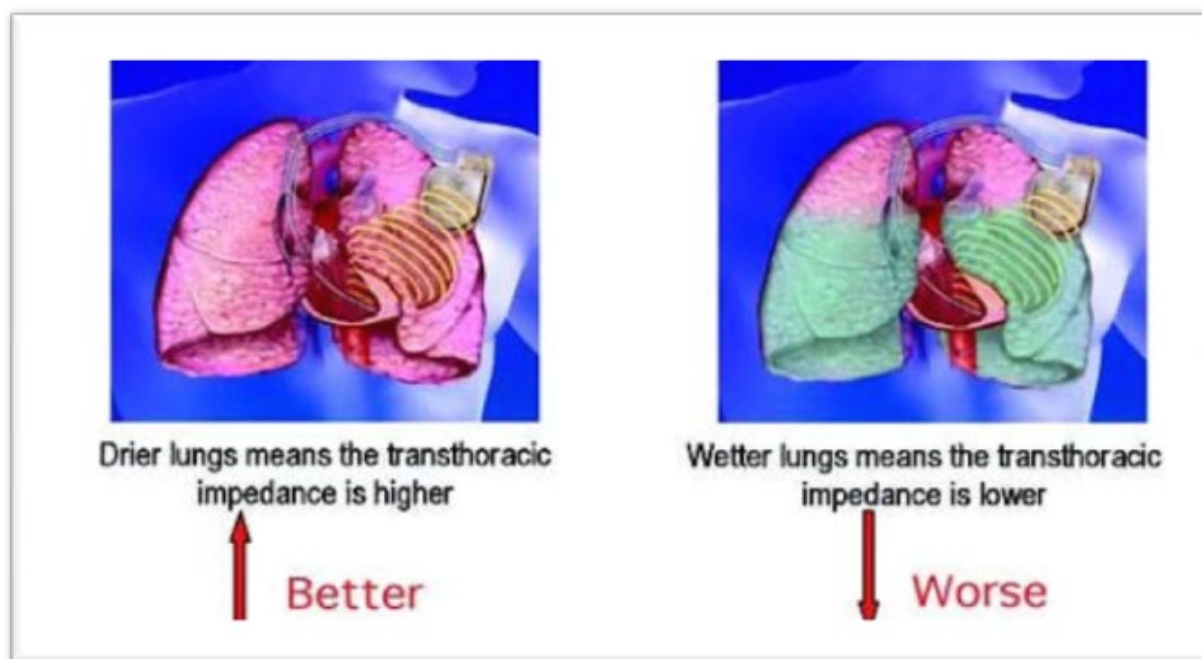 Drier lungs means the transthoracic
impedance is higher
Better
Wetter lungs means the transthoracic
impedance is lower
Worse